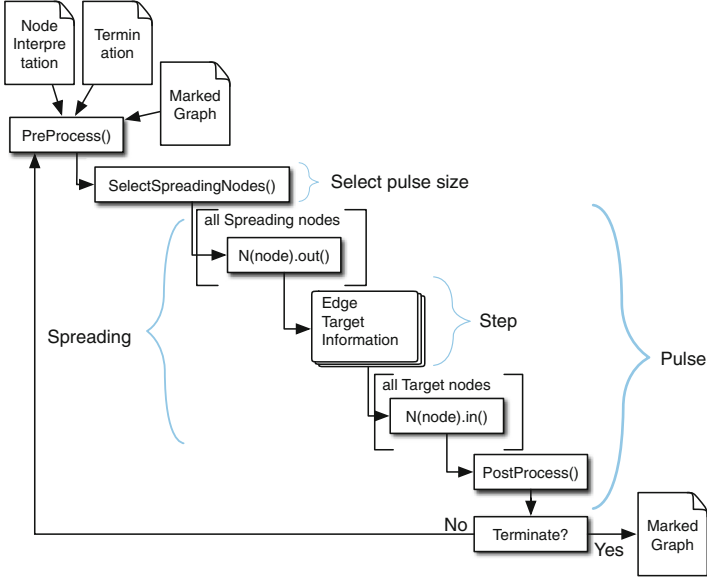 Node
Interpre
tation
Termin
ation
Marked
Graph
PreProcess()
SelectSpreadingNodes()
Select pulse size
all Spreading nodes
N(node).out()
Edge
Target
Information
Step
Spreading
Pulse
all Target nodes
N(node).in()
PostProcess()
No
Terminate?
Yes
Marked
Graph